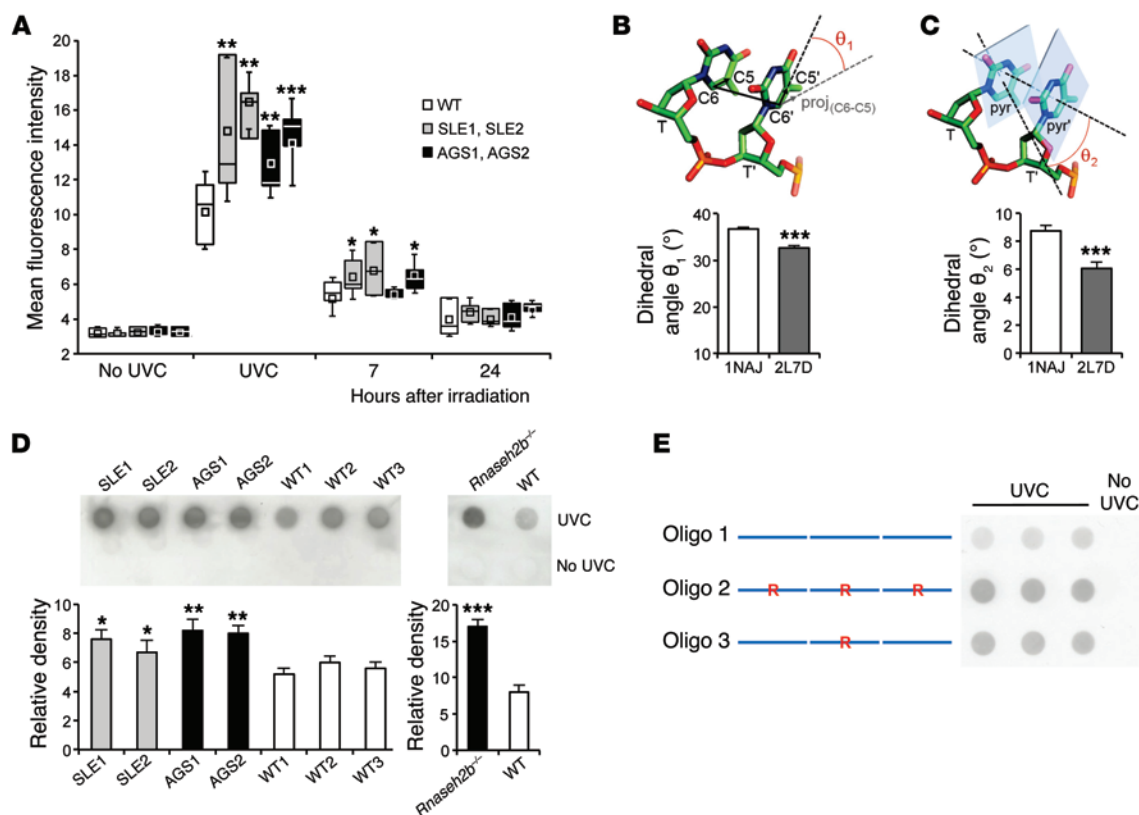 A
Mean fluorescence intensity
20
18
16
14
12
10
8
6
4
2
** ** ** ***
* * *
WT
SLE1, SLE2
AGS1, AGS2
No UVC UVC 7 24
Hours after irradiation
B
θ1
C5 C5'
C6
proj(C6-C5)
C6'
T
T'
Dihedral angle θ1 (°)
40
30
20
10
***
1NAJ 2L7D
C
pyr
pyr'
θ2
T
T'
Dihedral angle θ2 (°)
10
8
6
4
2
0
***
1NAJ 2L7D
D
SLE1 SLE2 AGS1 AGS2 WT1 WT2 WT3
Rnaseh2b–/– WT
UVC
No UVC
Relative density
10
8
6
4
2
0
* * ** **
SLE1 SLE2 AGS1 AGS2 WT1 WT2 WT3
Relative density
20
15
10
5
0
***
Rnaseh2b–/– WT
E
UVC No UVC
Oligo 1
Oligo 2 R R R
Oligo 3 R